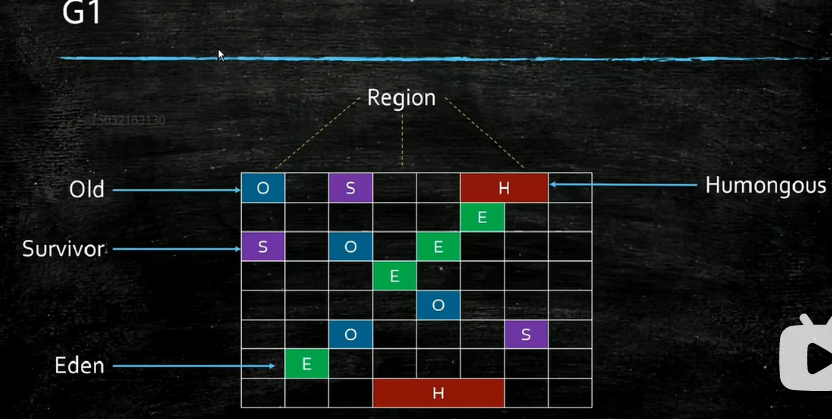 G1
Region
15032163130
Old
O
S
H
Humongous
E
Survivor
S
O
E
E
O
O
S
Eden
E
H